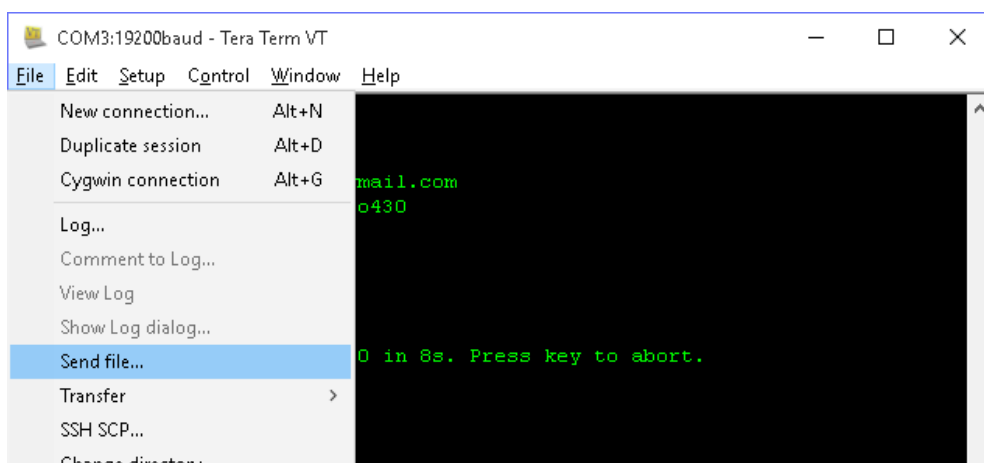 COM3:19200baud - Tera Term VT
File Edit Setup Control Window Help
New connection... Alt+N
Duplicate session Alt+D
Cygwin connection Alt+G
mail.com
o430
Log...
Comment to Log...
View Log
Show Log dialog...
Send file...
0 in 8s. Press key to abort.
Transfer >
SSH SCP...
Change directory